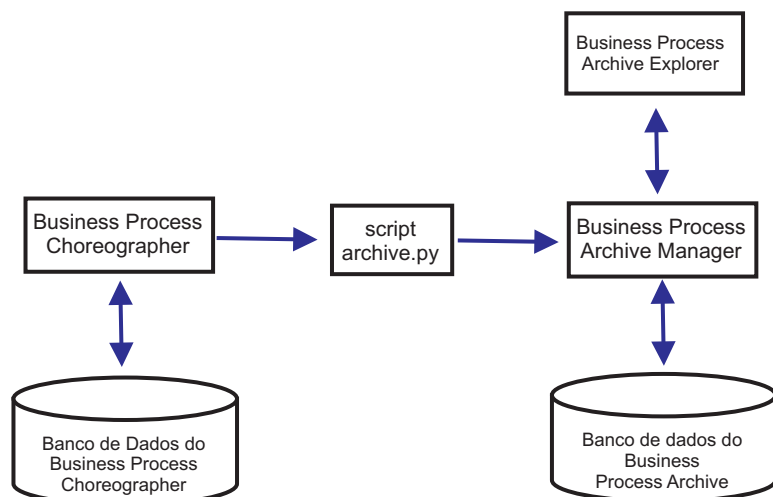 Business Process
Archive Explorer
Business Process
Choreographer
script
archive.py
Business Process
Archive Manager
Banco de Dados do
Business Process
Choreographer
Banco de dados do
Business
Process Archive